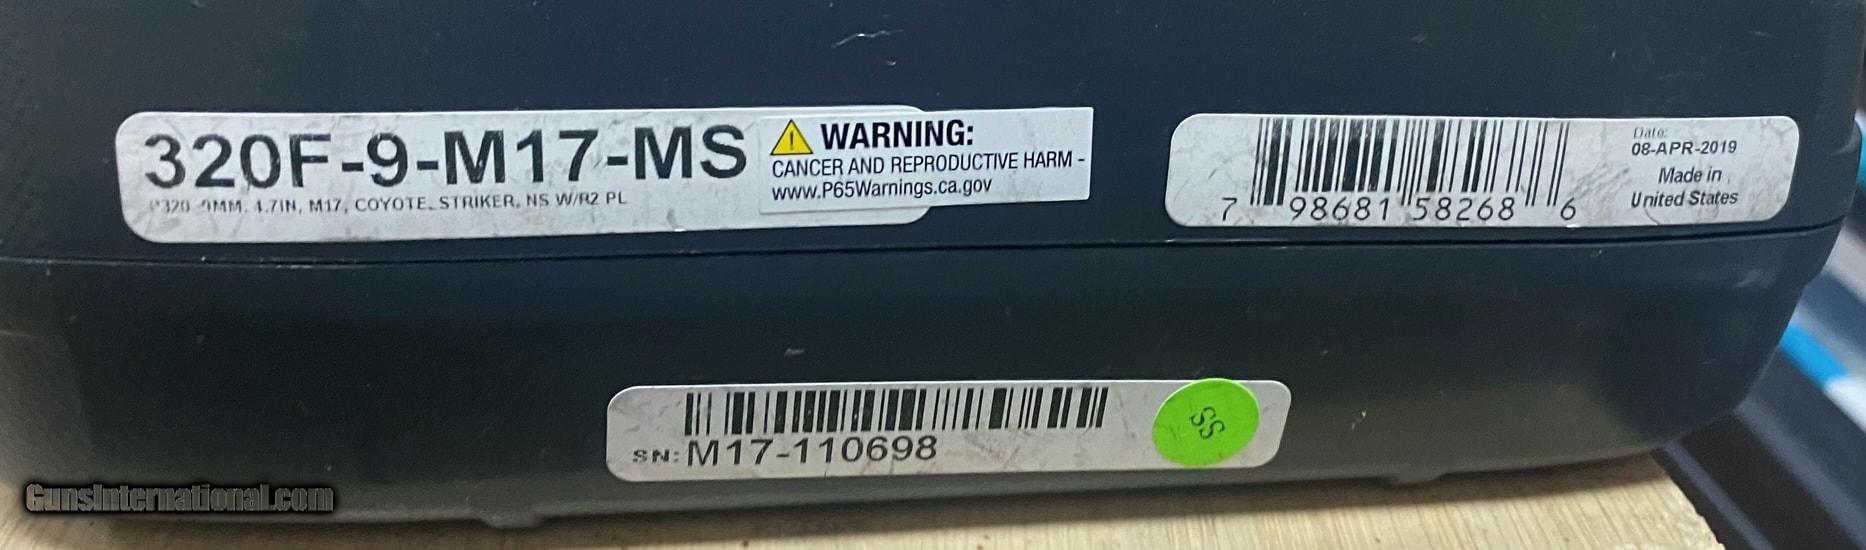 320F-9-M17-MS
P320 9MM, 4.7IN, M17, COYOTE, STRIKER, NS W/R2 PL
WARNING:
CANCER AND REPRODUCTIVE HARM -
www.P65Warnings.ca.gov
7 98681 58268 6
Date:
08-APR-2019
Made in
United States
SN: M17-110698
SS
GunsInternational.com